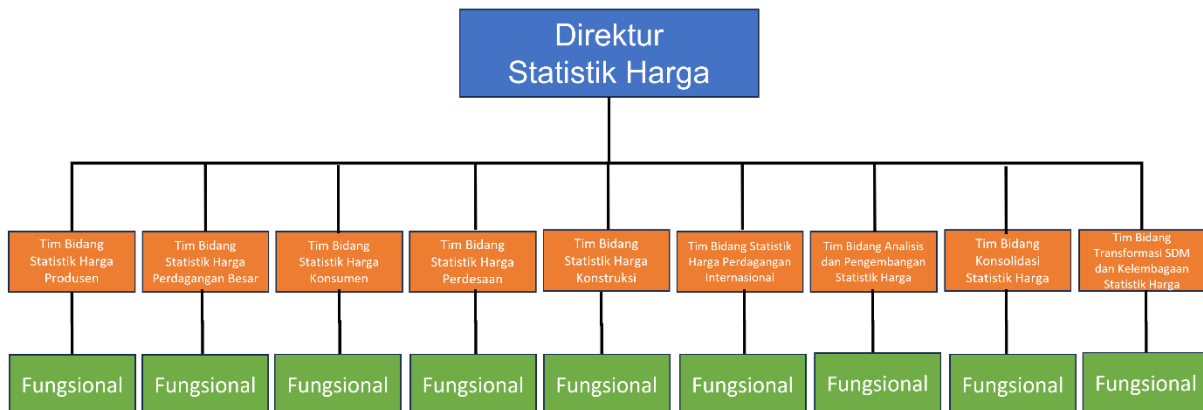 Direktur
Statistik Harga
Tim Bidang
Statistik Harga
Produsen
Tim Bidang
Statistik Harga
Perdagangan Besar
Tim Bidang
Statistik Harga
Konsumen
Tim Bidang
Statistik Harga
Perdesaan
Tim Bidang
Statistik Harga
Konstruksi
Tim Bidang Statistik
Harga Perdagangan
Internasional
Tim Bidang Analisis
dan Pengembangan
Statistik Harga
Tim Bidang
Konsolidasi
Statistik Harga
Tim Bidang
Transformasi SDM
dan Kelembagaan
Statistik Harga
Fungsional
Fungsional
Fungsional
Fungsional
Fungsional
Fungsional
Fungsional
Fungsional
Fungsional